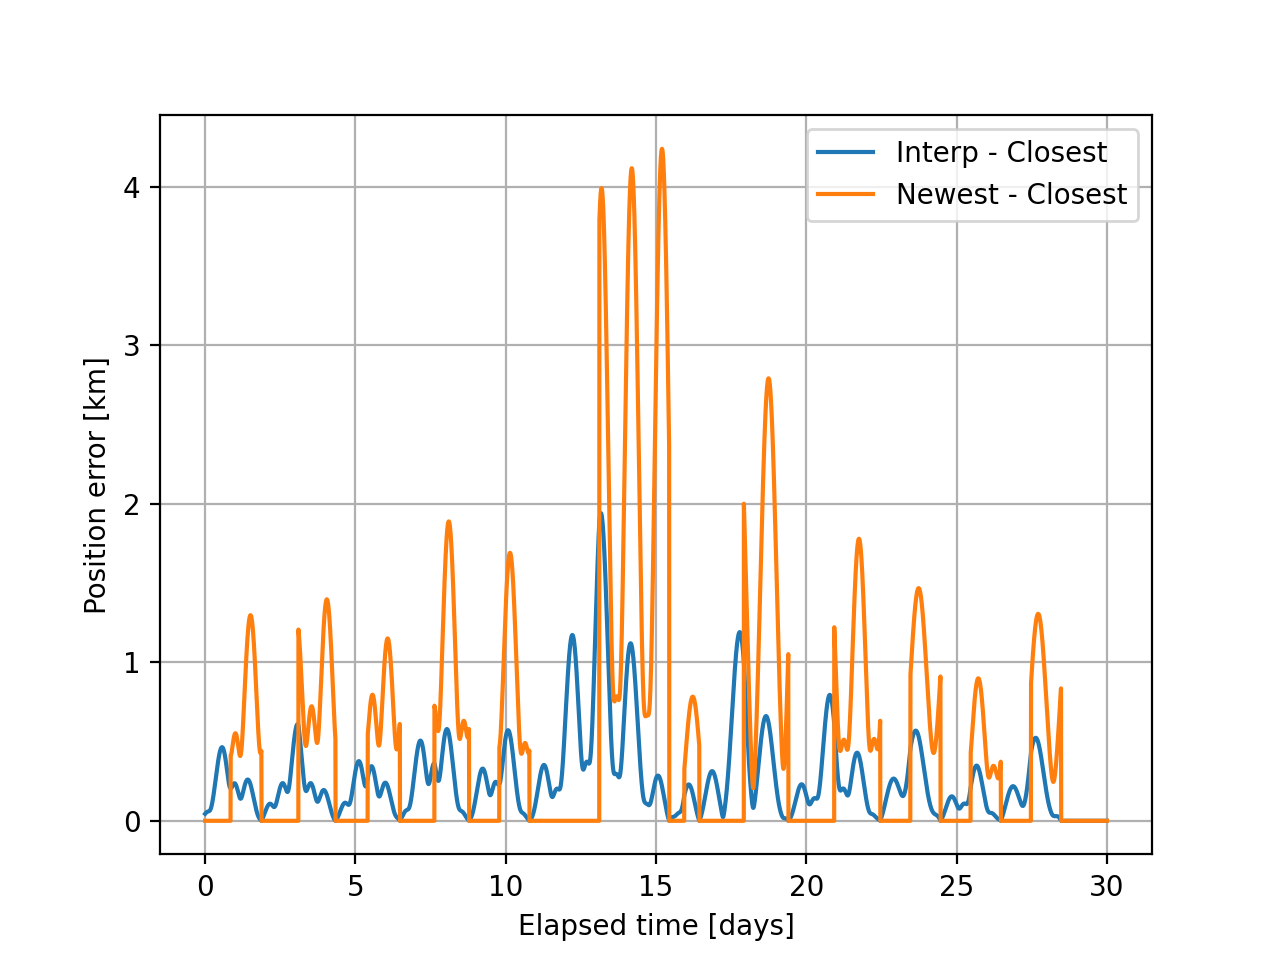 Interp - Closest
Newest - Closest
4
3
2
1
0
Position error [km]
0 5 10 15 20 25 30
Elapsed time [days]